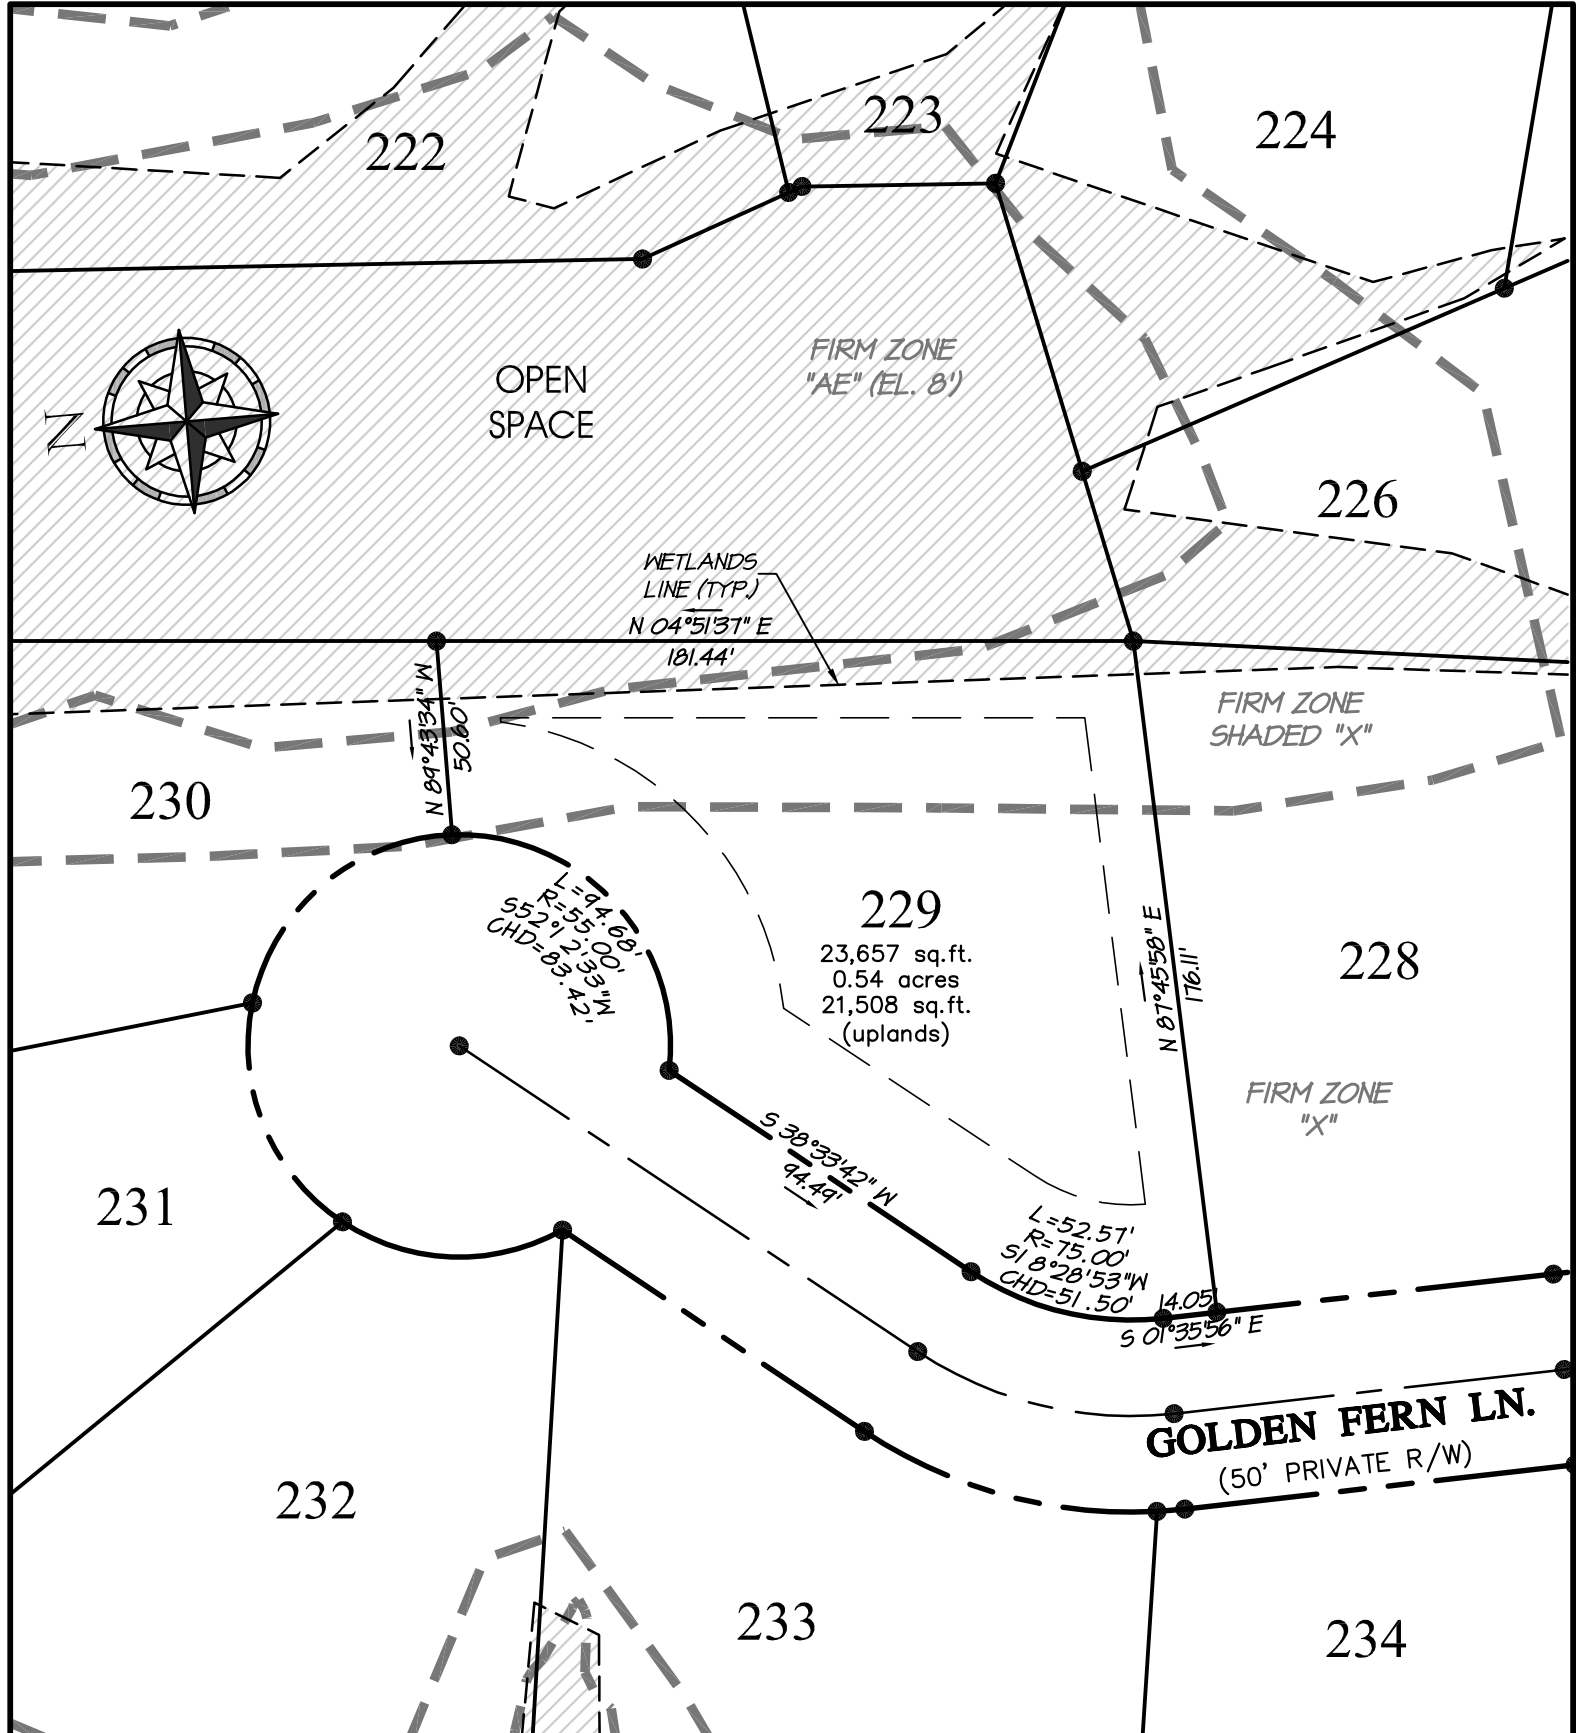 223
224
222
N
OPEN
SPACE
FIRM ZONE
"AE" (EL. 8')
226
WETLANDS
LINE (TYP.)
N 04°51'37" E
181.44'
N 89°43'34" W
50.60'
FIRM ZONE
SHADED "X"
230
L=94.68'
R=55.00'
S52°12'33"W
CHD=83.42'
229
23,657 sq.ft.
0.54 acres
21,508 sq.ft.
(uplands)
N 87°45'58" E
176.11'
228
FIRM ZONE
"X"
231
S 38°33'42" W
94.49'
L=52.57'
R=75.00'
S18°28'53"W
CHD=51.50'
14.05'
S 01°35'56" E
GOLDEN FERN LN.
(50' PRIVATE R/W)
232
233
234